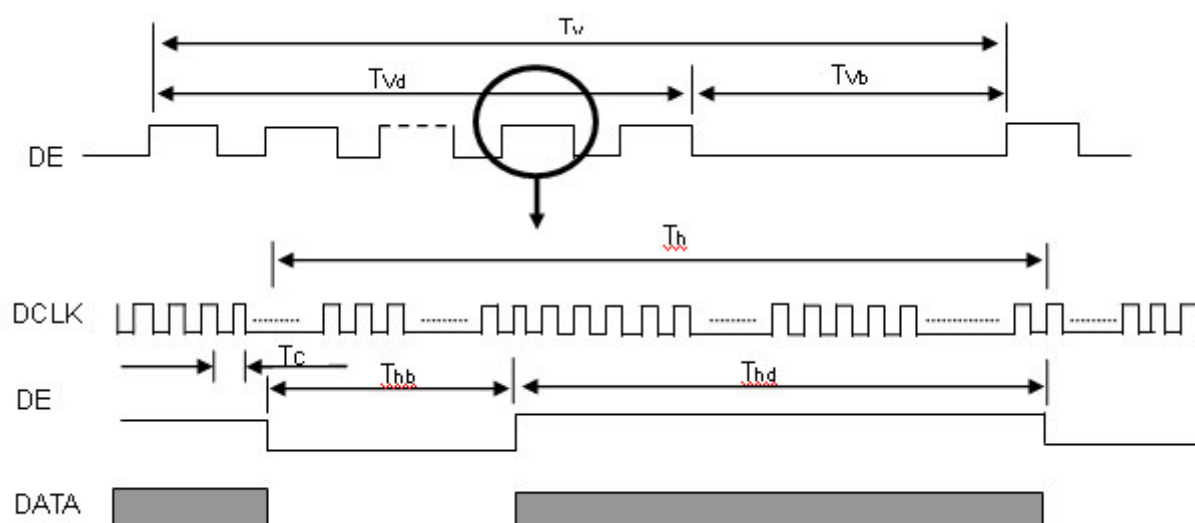 Tv
Tvd
Tvb
DE
Th
DCLK
Tc
Thb
Thd
DE
DATA